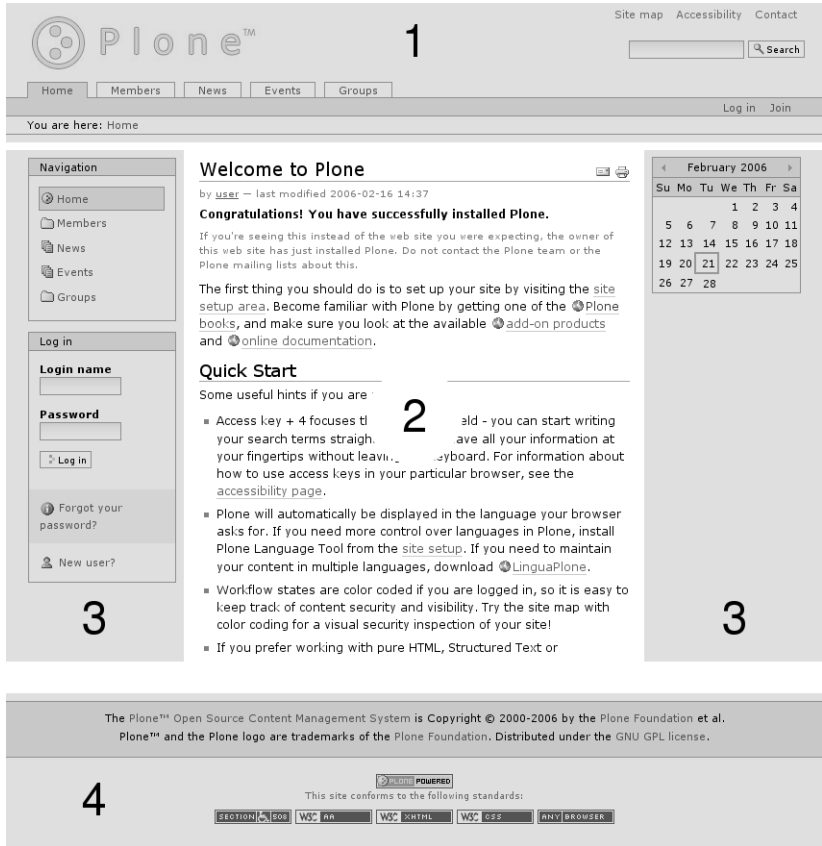 Site map Accessibility Contact
Plone™
1
Search
Home Members News Events Groups
Log in Join
You are here: Home
Navigation
Home
Members
News
Events
Groups
Log in
Login name
Password
Log in
Forgot your
password?
New user?
3
Welcome to Plone
by user — last modified 2006-02-16 14:37
Congratulations! You have successfully installed Plone.
If you're seeing this instead of the web site you were expecting, the owner of
this web site has just installed Plone. Do not contact the Plone team or the
Plone mailing lists about this.
The first thing you should do is to set up your site by visiting the site
setup area. Become familiar with Plone by getting one of the Plone
books, and make sure you look at the available add-on products
and online documentation.
Quick Start
Some useful hints if you are
2
Access key + 4 focuses eld - you can start writing
your search terms ave all your information at
your fingertips without yboard. For information about
how to use access keys in your particular browser, see the
accessibility page.
Plone will automatically be displayed in the language your browser
asks for. If you need more control over languages in Plone, install
Plone Language Tool from the site setup. If you need to maintain
your content in multiple languages, download LinguaPlone.
Workflow states are color coded if you are logged in, so it is easy to
keep track of content security and visibility. Try the site map with
color coding for a visual security inspection of your site!
If you prefer working with pure HTML, Structured Text or
February 2006
Su Mo Tu We Th Fr Sa
1 2 3 4
5 6 7 8 9 10 11
12 13 14 15 16 17 18
19 20 21 22 23 24 25
26 27 28
3
The Plone™ Open Source Content Management System is Copyright © 2000-2006 by the Plone Foundation et al.
Plone™ and the Plone logo are trademarks of the Plone Foundation. Distributed under the GNU GPL license.
4
PLONE POWERED
This site conforms to the following standards:
SECTION 508 W3C AA W3C XHTML W3C CSS ANY BROWSER